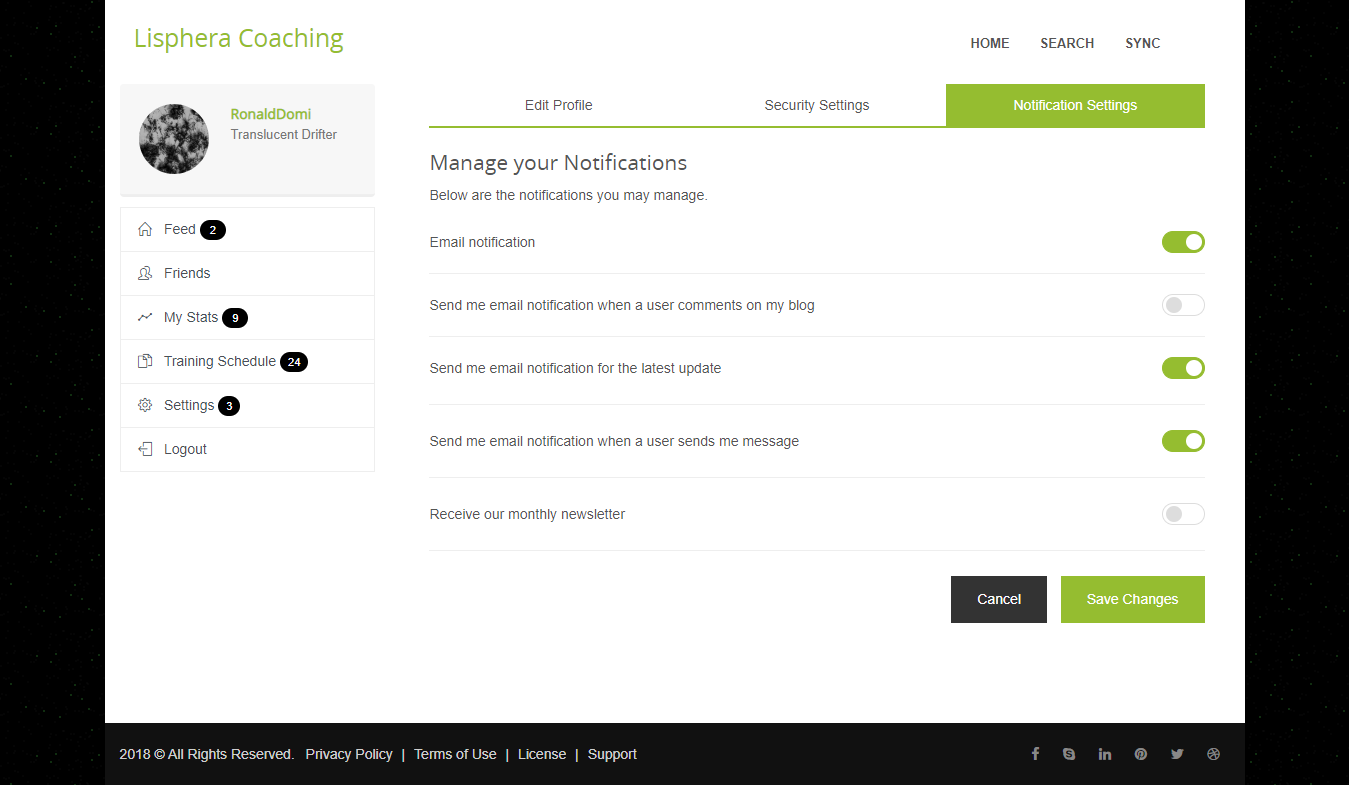 Lisphera Coaching
HOME SEARCH SYNC
RonaldDomi
Translucent Drifter
Feed 2
Friends
My Stats 9
Training Schedule 24
Settings 3
Logout
Edit Profile Security Settings Notification Settings
Manage your Notifications
Below are the notifications you may manage.
Email notification
Send me email notification when a user comments on my blog
Send me email notification for the latest update
Send me email notification when a user sends me message
Receive our monthly newsletter
Cancel Save Changes
2018 © All Rights Reserved. Privacy Policy | Terms of Use | License | Support